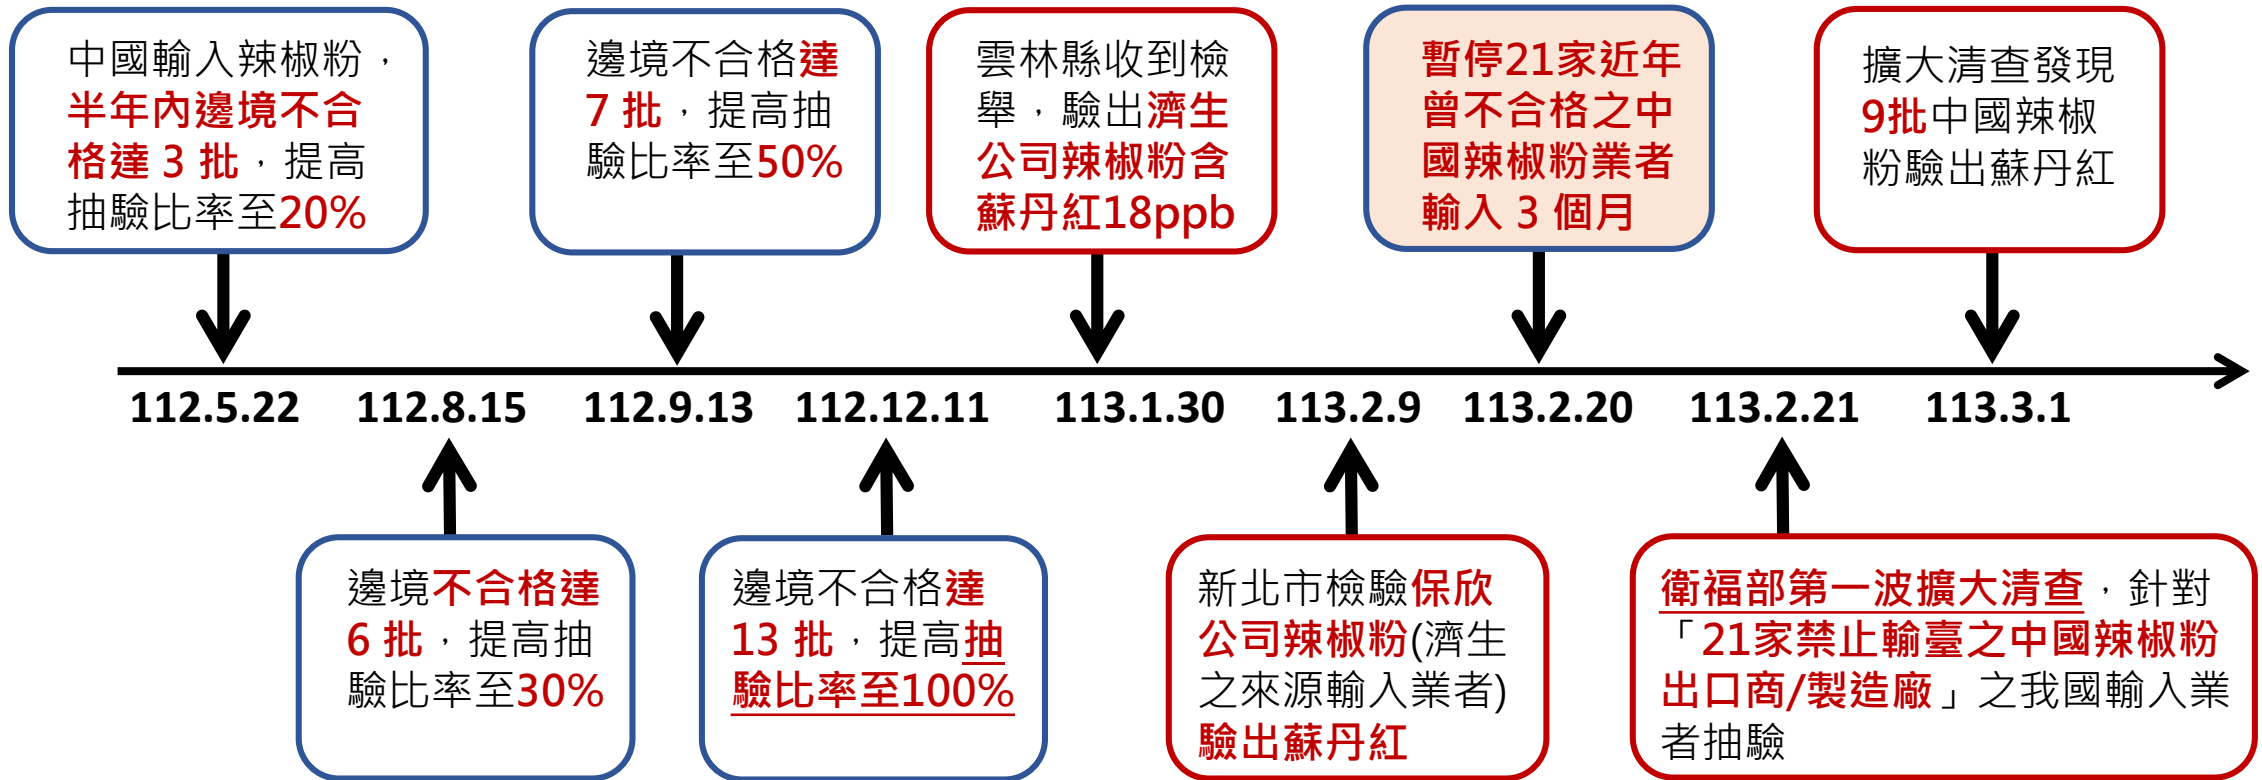 中國輸入辣椒粉，
半年內邊境不合
格達 3 批，提高
抽驗比率至20%
邊境不合格達
7 批，提高抽
驗比率至50%
雲林縣收到檢
舉，驗出濟生
公司辣椒粉含
蘇丹紅18ppb
暫停21家近年
曾不合格之中
國辣椒粉業者
輸入 3 個月
擴大清查發現
9批中國辣椒
粉驗出蘇丹紅
112.5.22
112.8.15
112.9.13
112.12.11
113.1.30
113.2.9
113.2.20
113.2.21
113.3.1
邊境不合格達
6 批，提高抽
驗比率至30%
邊境不合格達
13 批，提高抽
驗比率至100%
新北市檢驗保欣
公司辣椒粉(濟生
之來源輸入業者)
驗出蘇丹紅
衛福部第一波擴大清查，針對
「21家禁止輸臺之中國辣椒粉
出口商/製造廠」之我國輸入業
者抽驗